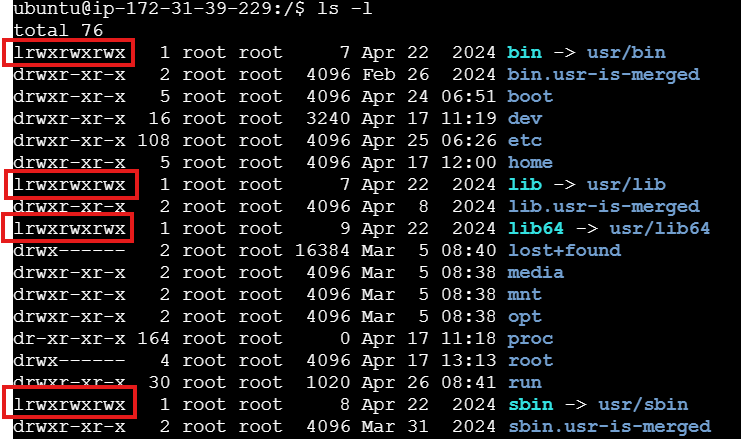 ubuntu@ip-172-31-39-229:/$ ls -l
total 76
lrwxrwxrwx   1 root root     7 Apr 22  2024 bin -> usr/bin
drwxr-xr-x   2 root root  4096 Feb 26  2024 bin.usr-is-merged
drwxr-xr-x   5 root root  4096 Apr 24 06:51 boot
drwxr-xr-x  16 root root  3240 Apr 17 11:19 dev
drwxr-xr-x 108 root root  4096 Apr 25 06:26 etc
drwxr-xr-x   5 root root  4096 Apr 17 12:00 home
lrwxrwxrwx   1 root root     7 Apr 22  2024 lib -> usr/lib
drwxr-xr-x   2 root root  4096 Apr  8  2024 lib.usr-is-merged
lrwxrwxrwx   1 root root     9 Apr 22  2024 lib64 -> usr/lib64
drwx------   2 root root 16384 Mar  5 08:40 lost+found
drwxr-xr-x   2 root root  4096 Mar  5 08:38 media
drwxr-xr-x   2 root root  4096 Mar  5 08:38 mnt
drwxr-xr-x   2 root root  4096 Mar  5 08:38 opt
dr-xr-xr-x 164 root root     0 Apr 17 11:18 proc
drwx------   4 root root  4096 Apr 17 13:13 root
drwxr-xr-x  30 root root  1020 Apr 26 08:41 run
lrwxrwxrwx   1 root root     8 Apr 22  2024 sbin -> usr/sbin
drwxr-xr-x   2 root root  4096 Mar 31  2024 sbin.usr-is-merged